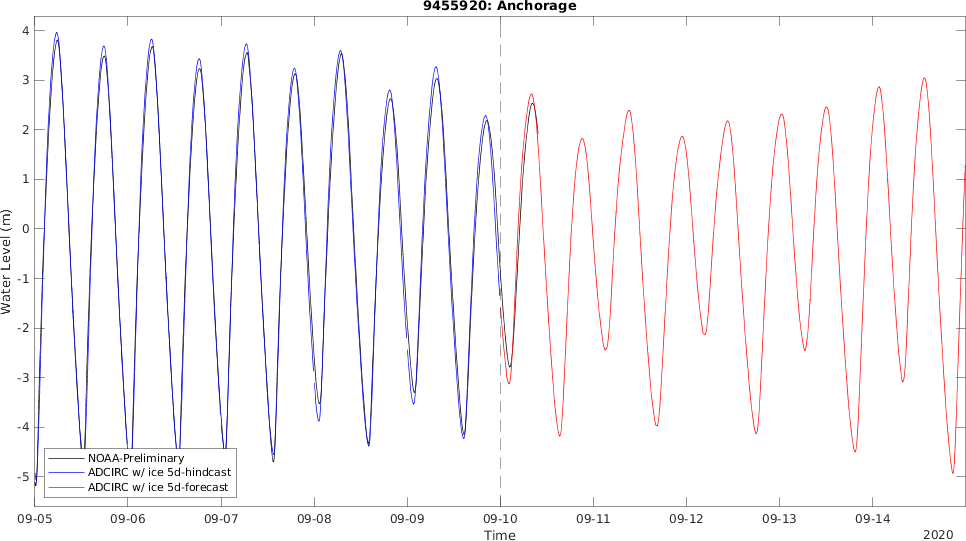 9455920: Anchorage
4
3
2
1
0
-1
-2
-3
-4
-5
Water Level (m)
NOAA-Preliminary
ADCIRC w/ ice 5d-hindcast
ADCIRC w/ ice 5d-forecast
09-05 09-06 09-07 09-08 09-09 09-10 09-11 09-12 09-13 09-14
Time
2020